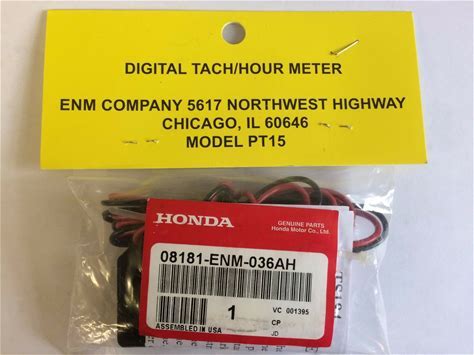 DIGITAL TACH/HOUR METER
ENM COMPANY 5617 NORTHWEST HIGHWAY
CHICAGO, IL 60646
MODEL PT15
HONDA
GENUINE PARTS
Honda Motor Co., Ltd.
08181-ENM-036AH
1
VC 001395
CP
ASSEMBLED IN USA
JD